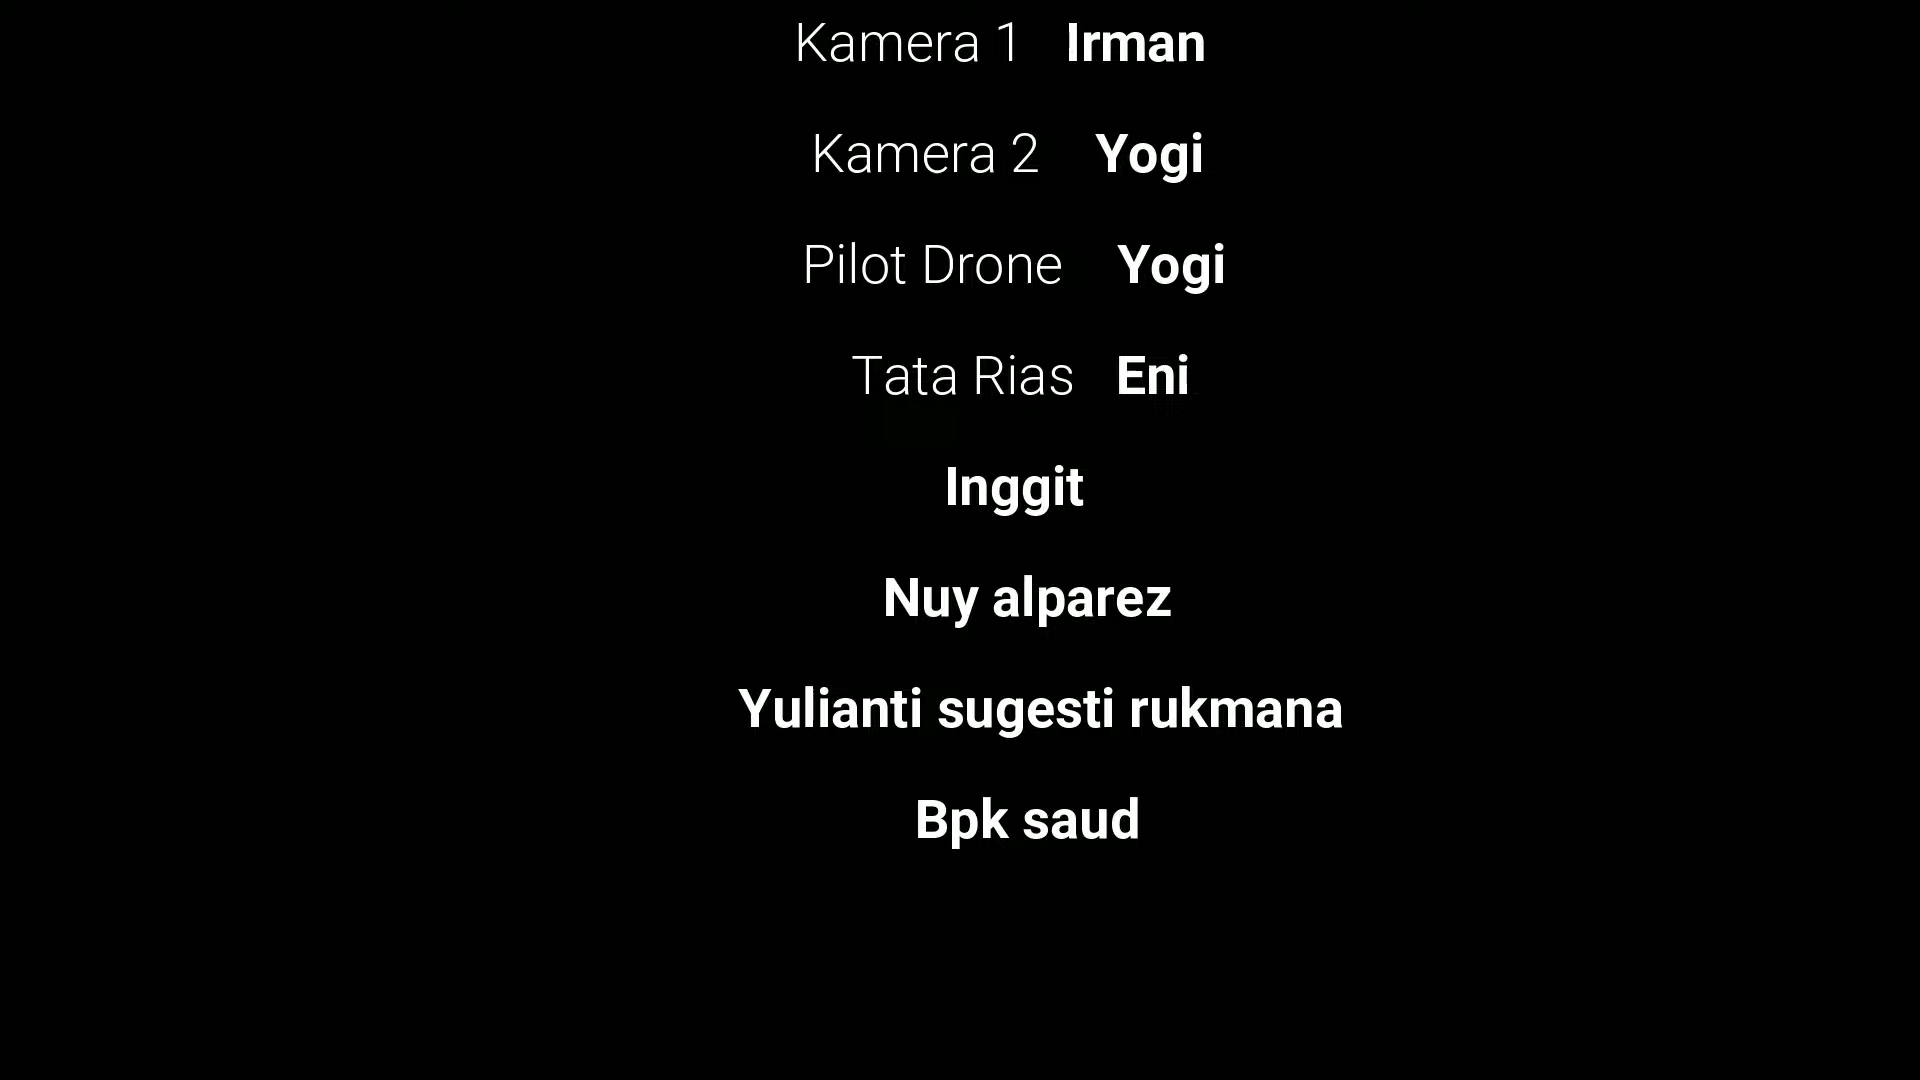 Kamera 1 Irman
Kamera 2 Yogi
Pilot Drone Yogi
Tata Rias Eni
Inggit
Nuy alparez
Yulianti sugesti rukmana
Bpk saud